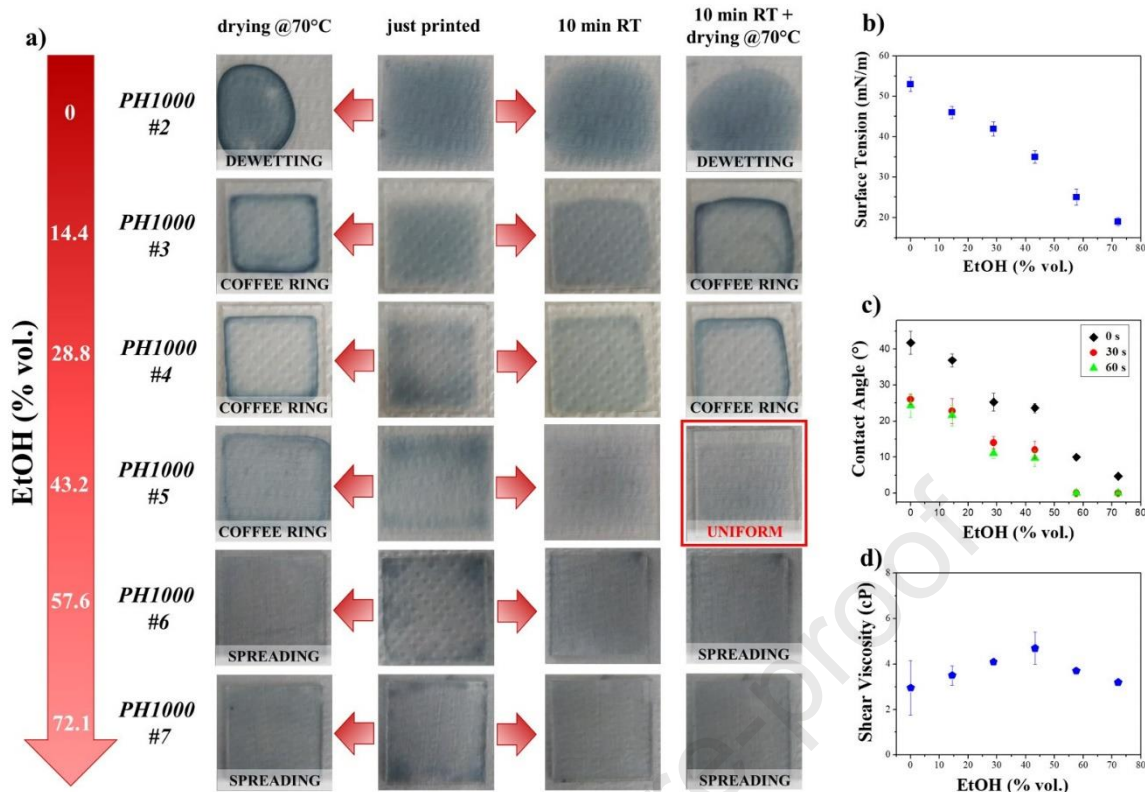 a)
drying @70°C
just printed
10 min RT
10 min RT +
drying @70°C
EtOH (% vol.)
0
14.4
28.8
43.2
57.6
72.1
PH1000
#2
DEWETTING
DEWETTING
PH1000
#3
COFFEE RING
COFFEE RING
PH1000
#4
COFFEE RING
COFFEE RING
PH1000
#5
COFFEE RING
UNIFORM
PH1000
#6
SPREADING
SPREADING
PH1000
#7
SPREADING
SPREADING
b)
Surface Tension (mN/m)
60
50
40
30
20
0 10 20 30 40 50 60 70 80
EtOH (% vol.)
c)
Contact Angle (°)
40
30
20
10
0
0 s
30 s
60 s
0 10 20 30 40 50 60 70 80
EtOH (% vol.)
d)
Shear Viscosity (cP)
8
6
4
2
0
0 10 20 30 40 50 60 70 80
EtOH (% vol.)
re-proof